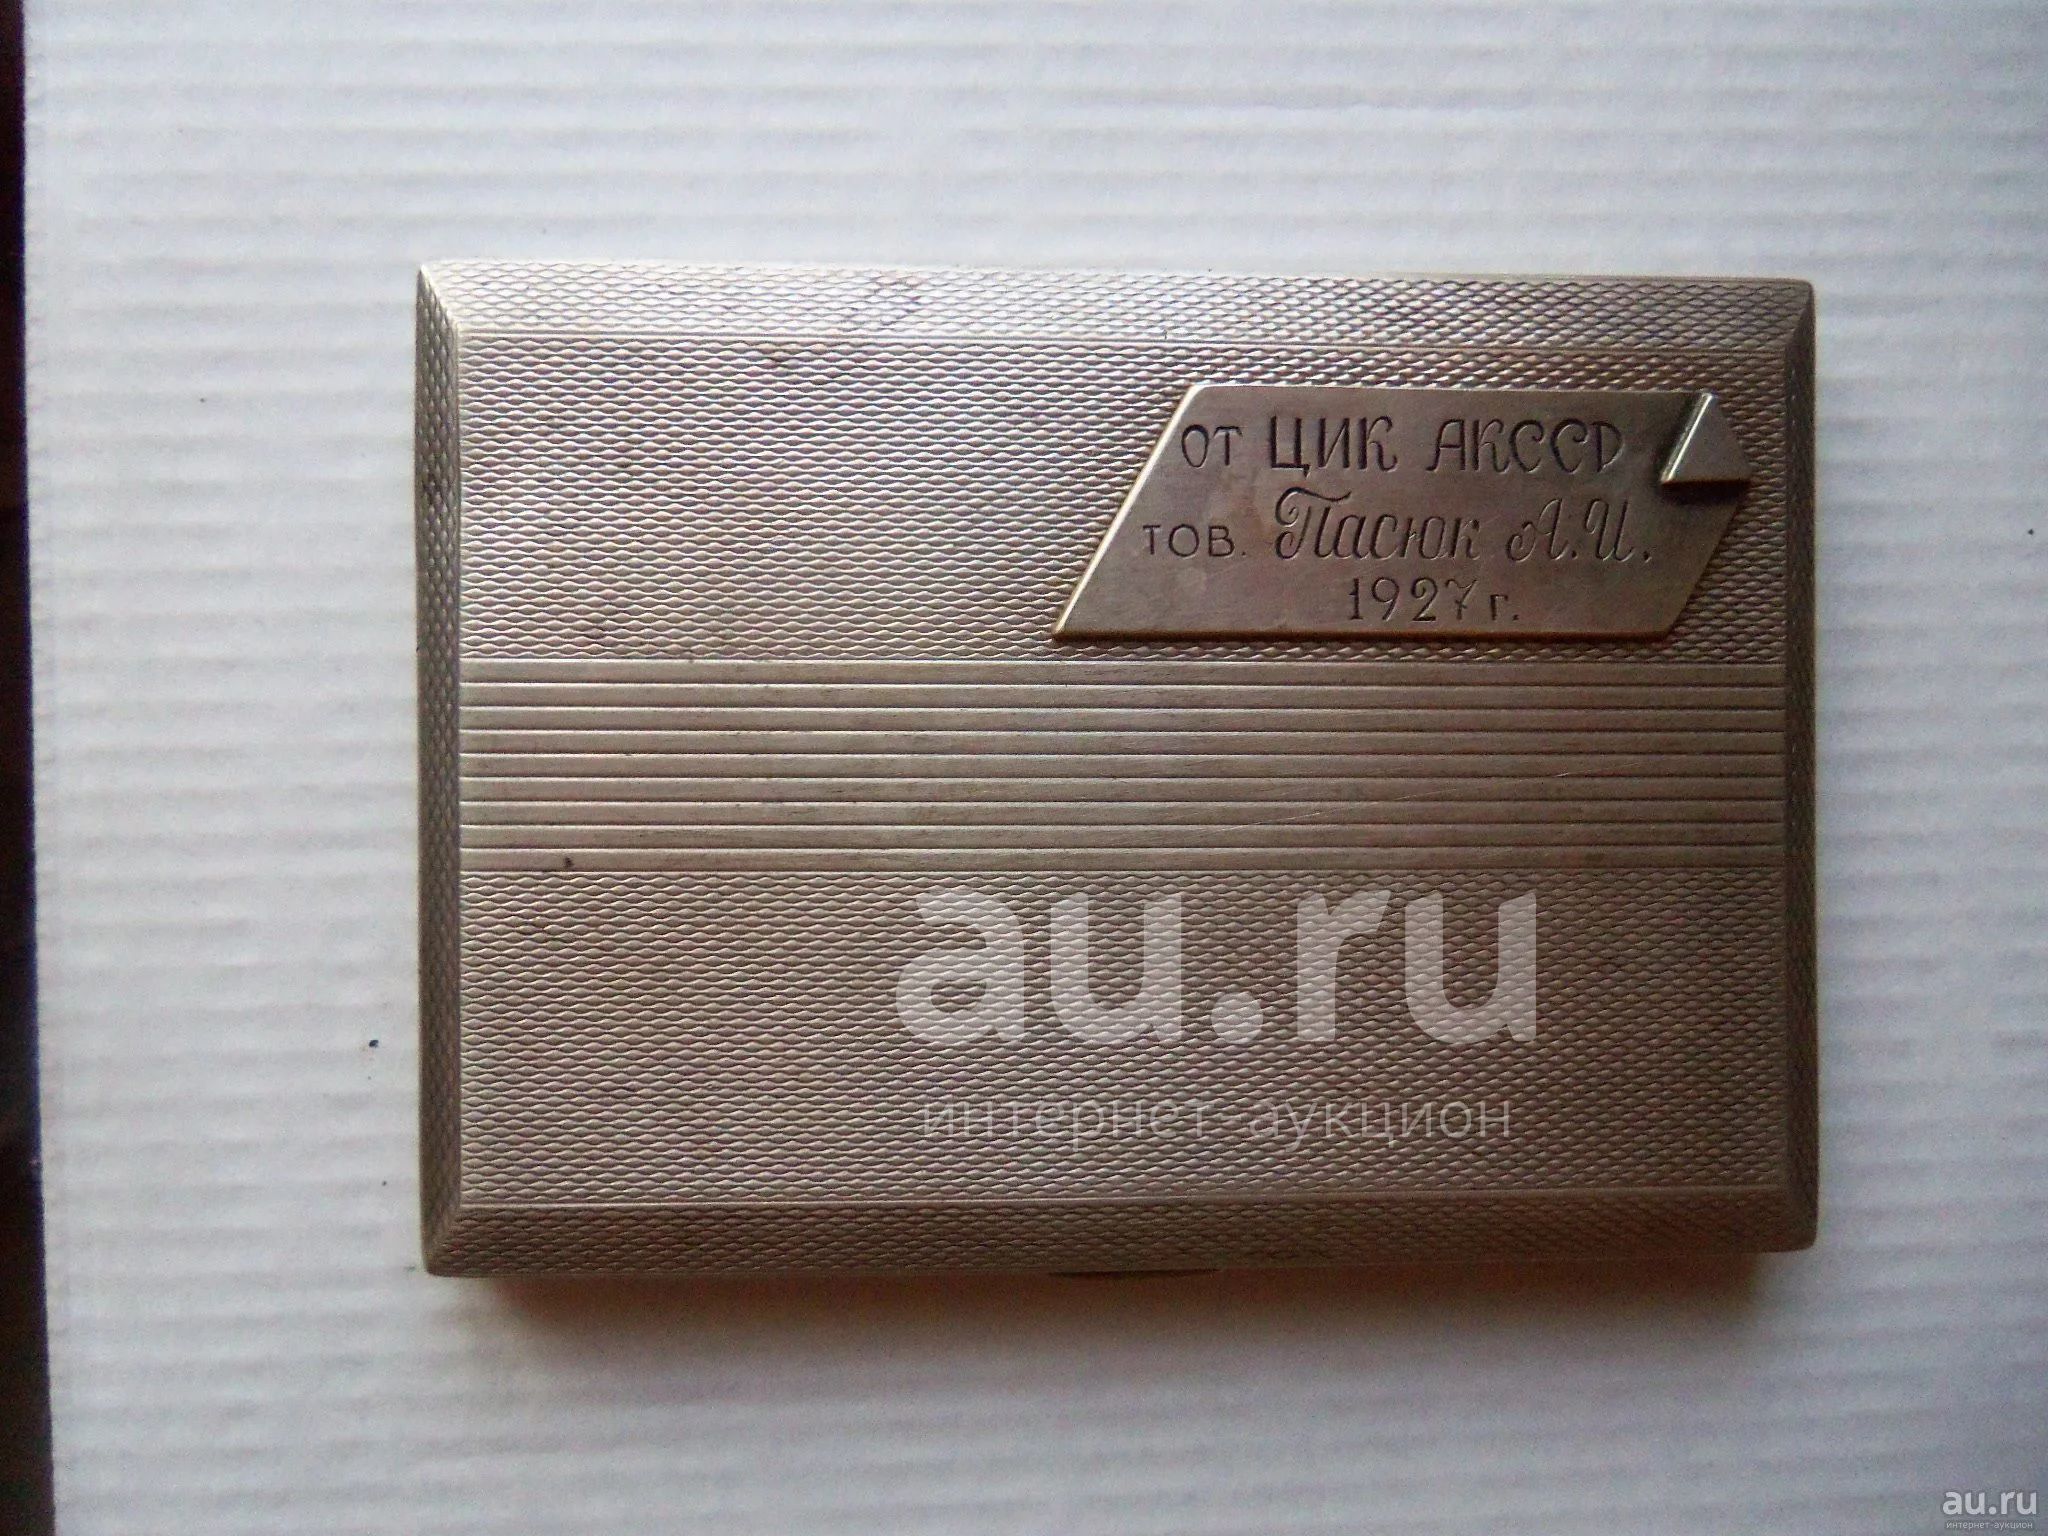 от ЦИК АКССР
тов. Пасюк А.И.
1927 г.
au.ru
интернет-аукцион
au.ru
интернет-аукцион